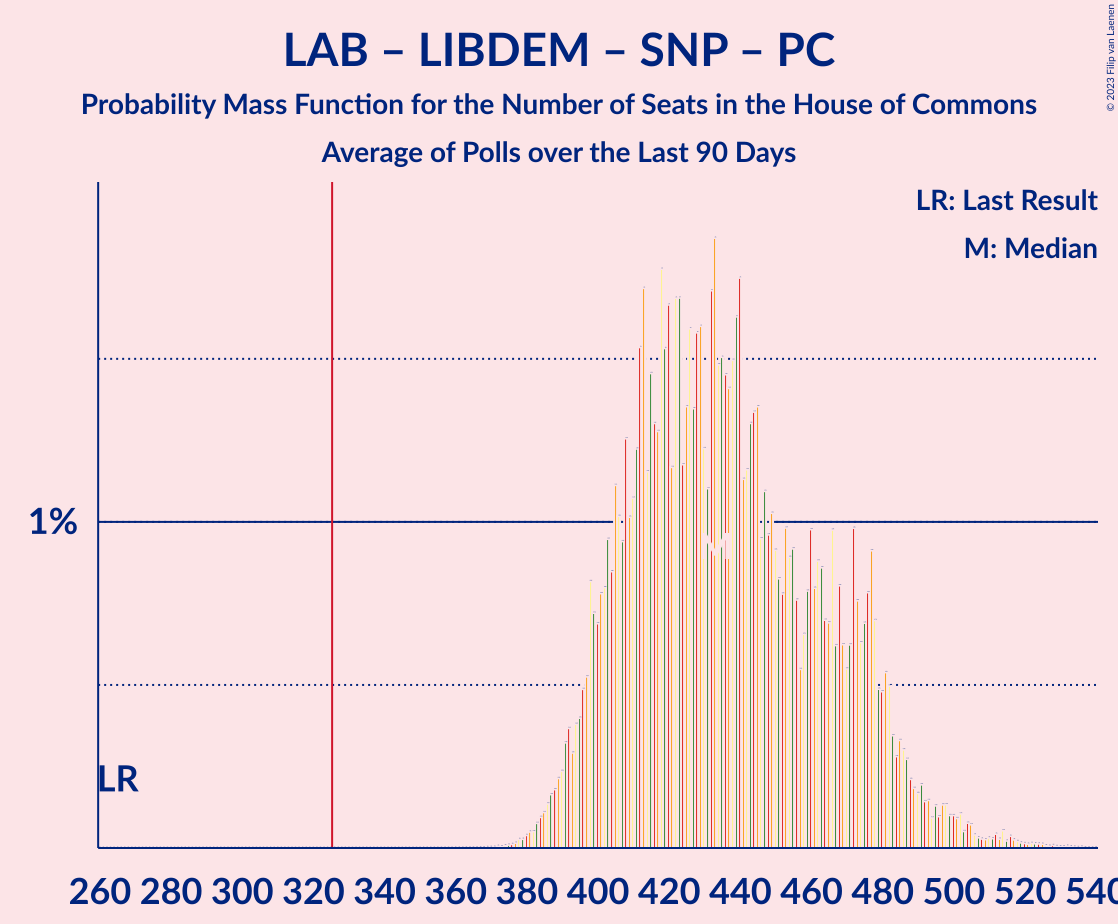 LAB – LIBDEM – SNP – PC
Probability Mass Function for the Number of Seats in the House of Commons
Average of Polls over the Last 90 Days
© 2023 Filip van Laenen
LR: Last Result
M: Median
1%
LR
260 280 300 320 340 360 380 400 420 440 460 480 500 520 540